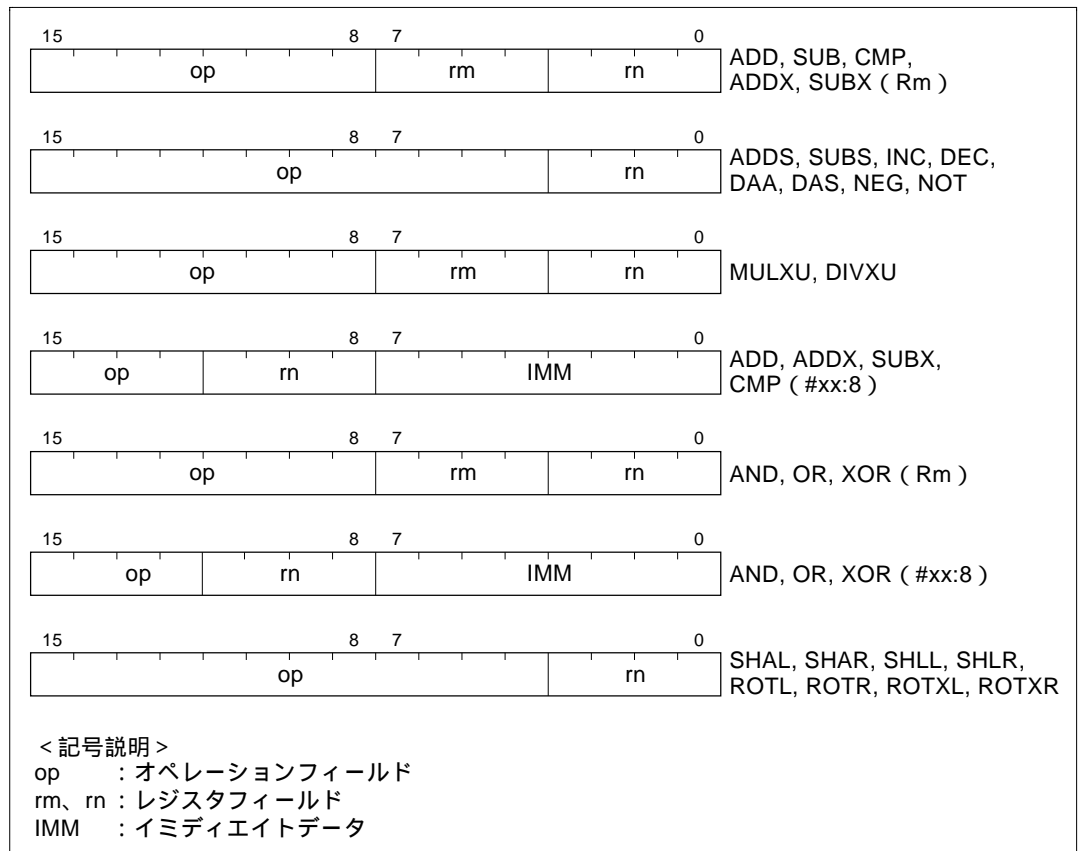 15 8 7 0
op rm rn
ADD, SUB, CMP,
ADDX, SUBX（Rm）
15 8 7 0
op rn
ADDS, SUBS, INC, DEC,
DAA, DAS, NEG, NOT
15 8 7 0
op rm rn
MULXU, DIVXU
15 8 7 0
op rn IMM
ADD, ADDX, SUBX,
CMP（#xx:8）
15 8 7 0
op rm rn
AND, OR, XOR（Rm）
15 8 7 0
op rn IMM
AND, OR, XOR（#xx:8）
15 8 7 0
op rn
SHAL, SHAR, SHLL, SHLR,
ROTL, ROTR, ROTXL, ROTXR
＜記号説明＞
op ：オペレーションフィールド
rm、rn：レジスタフィールド
IMM ：イミディエイトデータ